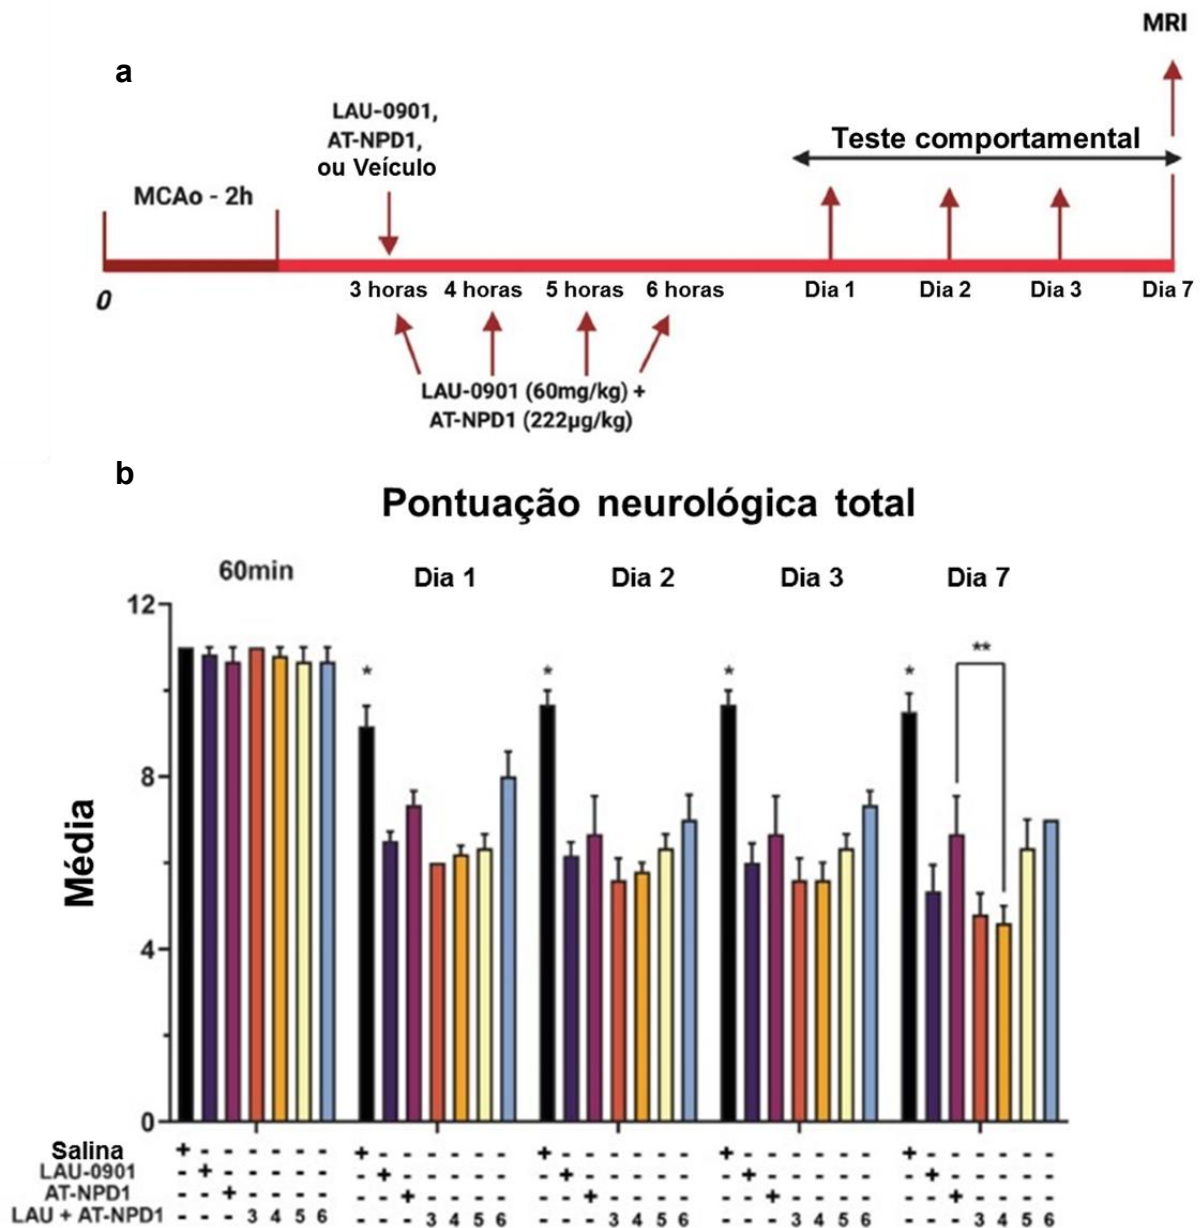 MRI
a
LAU-0901,
AT-NPD1,
ou Veículo
Teste comportamental
MCAo - 2h
0
3 horas 4 horas 5 horas 6 horas Dia 1 Dia 2 Dia 3 Dia 7
LAU-0901 (60mg/kg) +
AT-NPD1 (222µg/kg)
b
Pontuação neurológica total
60min Dia 1 Dia 2 Dia 3 Dia 7
Média
12
8
4
0
* * * * **
Salina + - - - - - - + - - - - - - + - - - - - - + - - - - - - + - - - - - -
LAU-0901 - + - - - - - - + - - - - - - + - - - - - - + - - - - - - + - - - - -
AT-NPD1 - - + - - - - - - + - - - - - - + - - - - - - + - - - - - - + - - - -
LAU + AT-NPD1 - - - 3 4 5 6 - - - 3 4 5 6 - - - 3 4 5 6 - - - 3 4 5 6 - - - 3 4 5 6